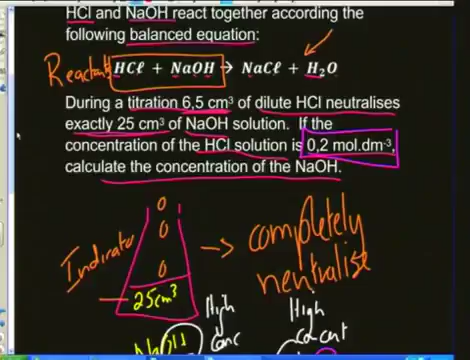 HCl and NaOH react together according the
following balanced equation:
Reactants HCℓ + NaOH → NaCℓ + H₂O
During a titration 6,5 cm³ of dilute HCl neutralises
exactly 25 cm³ of NaOH solution. If the
concentration of the HCl solution is 0,2 mol.dm⁻³,
calculate the concentration of the NaOH.
Indicator → completely
neutralise
25cm³
High High
conc concent